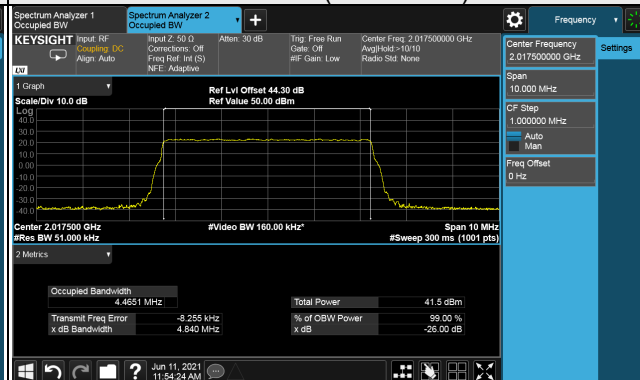 Spectrum Analyzer 1
Occupied BW
Spectrum Analyzer 2
Occupied BW
▼
+
Frequency
▼
KEYSIGHT
LXI
Input: RF
Coupling: DC
Align: Auto
Input Z: 50 Ω
Corrections: Off
Freq Ref: Int (S)
NFE: Adaptive
Atten: 30 dB
Trig: Free Run
Gate: Off
#IF Gain: Low
Center Freq: 2.017500000 GHz
Avg|Hold:>10/10
Radio Std: None
Center Frequency
2.017500000 GHz
Settings
Span
10.000 MHz
CF Step
1.000000 MHz
Auto
Man
Freq Offset
0 Hz
1 Graph
▼
Scale/Div 10.0 dB
Ref Lvl Offset 44.30 dB
Ref Value 50.00 dBm
Log
40.0
30.0
20.0
10.0
0.00
-10.0
-20.0
-30.0
-40.0
Center 2.017500 GHz
#Res BW 51.000 kHz
#Video BW 160.00 kHz*
Span 10 MHz
#Sweep 300 ms (1001 pts)
2 Metrics
▼
Occupied Bandwidth
4.4651 MHz
Total Power 41.5 dBm
Transmit Freq Error -8.255 kHz
% of OBW Power 99.00 %
x dB Bandwidth 4.840 MHz
x dB -26.00 dB
?
Jun 11, 2021
11:54:24 AM